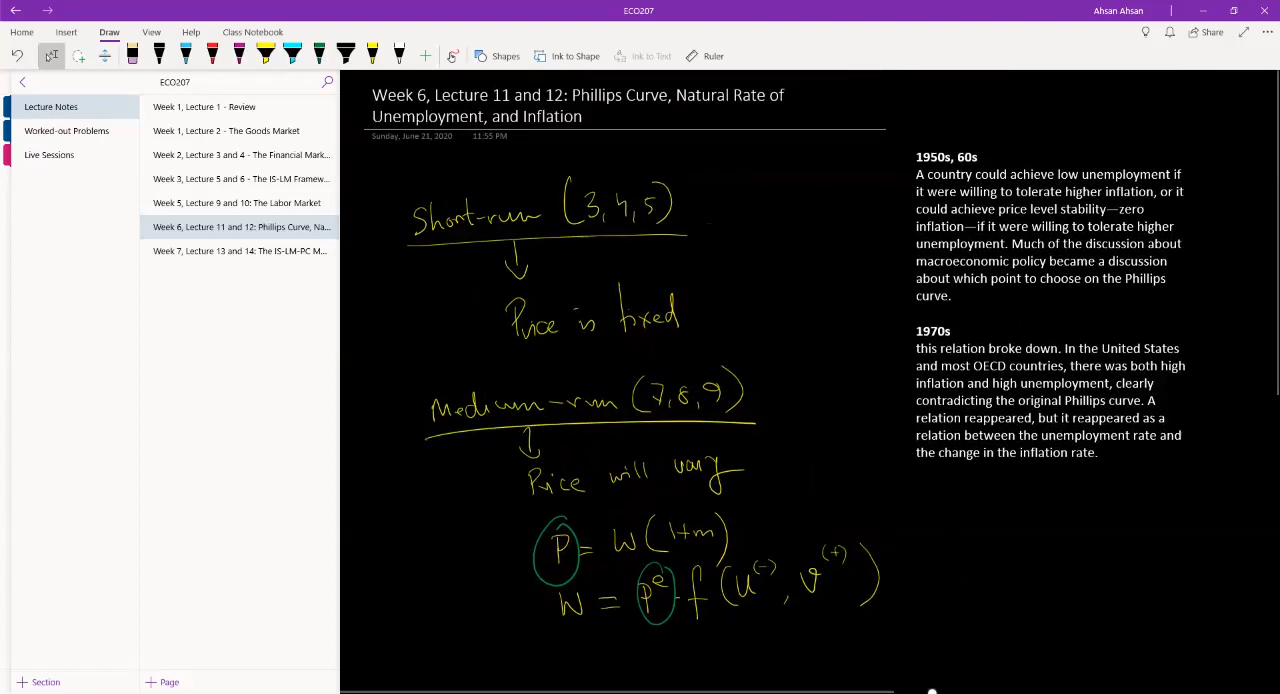 ECO207
Ahsan Ahsan
Home
Insert
Draw
View
Help
Class Notebook
Shapes
Ink to Shape
Ink to Text
Ruler
Share
ECO207
Lecture Notes
Worked-out Problems
Live Sessions
Week 1, Lecture 1 - Review
Week 1, Lecture 2 - The Goods Market
Week 2, Lecture 3 and 4 - The Financial Mark...
Week 3, Lecture 5 and 6 - The IS-LM Framew...
Week 5, Lecture 9 and 10: The Labor Market
Week 6, Lecture 11 and 12: Phillips Curve, Na...
Week 7, Lecture 13 and 14: The IS-LM-PC M...
+ Section
+ Page
Week 6, Lecture 11 and 12: Phillips Curve, Natural Rate of
Unemployment, and Inflation
Sunday, June 21, 2020 11:55 PM
Short-run (3, 4, 5)
Price is fixed
Medium-run (7, 8, 9)
Price will vary
P = W(1+m)
W = Pᵉ·f(u⁽⁻⁾, v⁽⁺⁾)
1950s, 60s
A country could achieve low unemployment if
it were willing to tolerate higher inflation, or it
could achieve price level stability—zero
inflation—if it were willing to tolerate higher
unemployment. Much of the discussion about
macroeconomic policy became a discussion
about which point to choose on the Phillips
curve.
1970s
this relation broke down. In the United States
and most OECD countries, there was both high
inflation and high unemployment, clearly
contradicting the original Phillips curve. A
relation reappeared, but it reappeared as a
relation between the unemployment rate and
the change in the inflation rate.